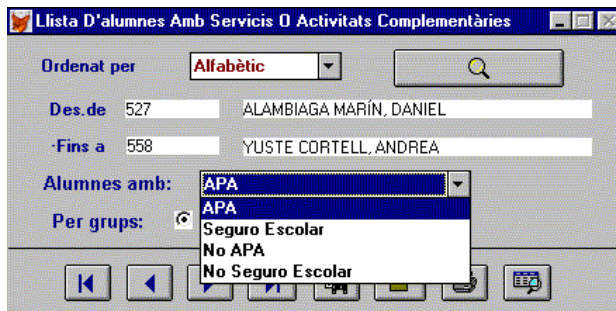 Llista D'alumnes Amb Servicis O Activitats Complementàries
Ordenat per Alfabètic
Des.de 527 ALAMBIAGA MARÍN, DANIEL
-Fins a 558 YUSTE CORTELL, ANDREA
Alumnes amb: APA
APA
Per grups:
Seguro Escolar
No APA
No Seguro Escolar